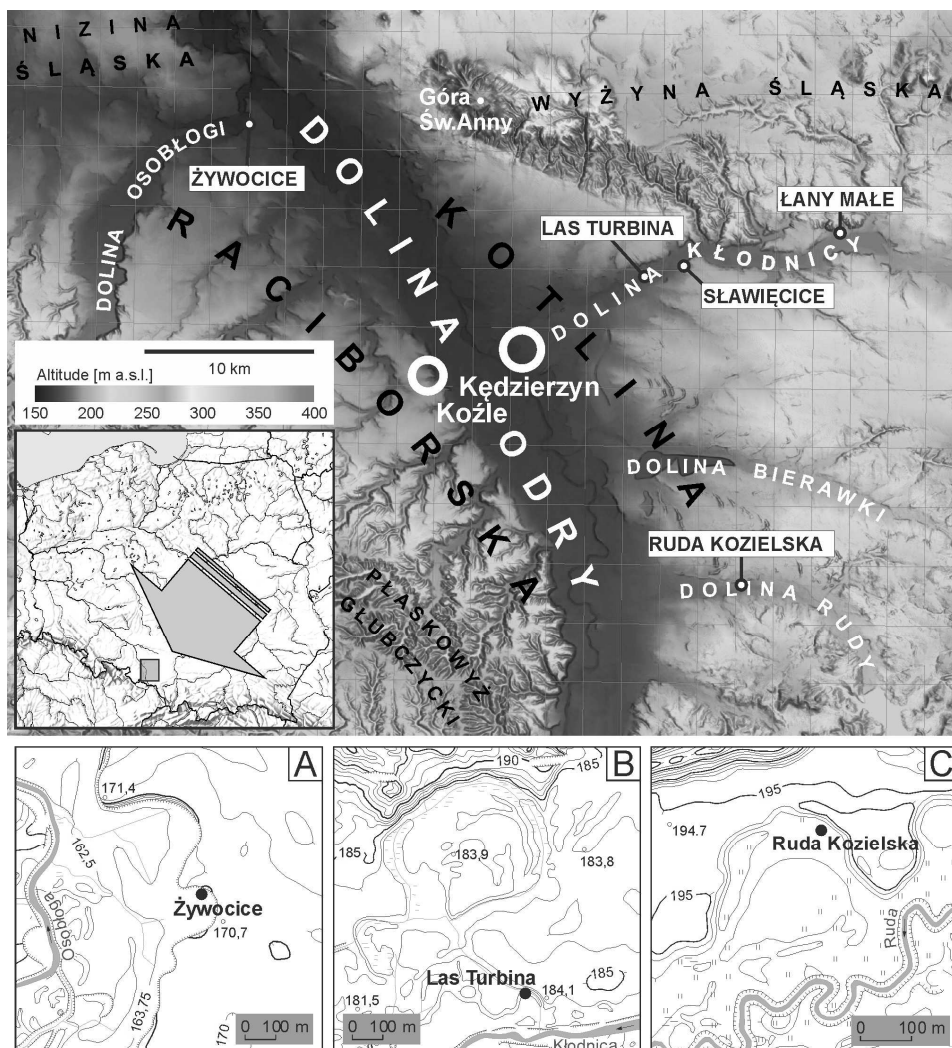 NIZINA
ŚLĄSKA
Góra
Św.Anny
WYŻYNA ŚLĄSKA
DOLINA OSOBŁOGI
ŻYWOCICE
DOLINA ODRY
KOTLINA
RACIBORSKA
LAS TURBINA
ŁANY MAŁE
DOLINA KŁODNICY
SŁAWIĘCICE
10 km
Altitude [m a.s.l.]
150 200 250 300 350 400
Kędzierzyn
Koźle
DOLINA BIERAWKI
RUDA KOZIELSKA
DOLINA RUDY
PŁASKOWYŻ
GŁUBCZYCKI
A
171,4
162,5
Osobłoga
Żywocice
170,7
163,75
170
0 100 m
B
190
185
185
183,9
183,8
Las Turbina
185
184,1
181,5
0 100 m
Kłodnica
C
195
194.7
Ruda Kozielska
195
Ruda
0 100 m